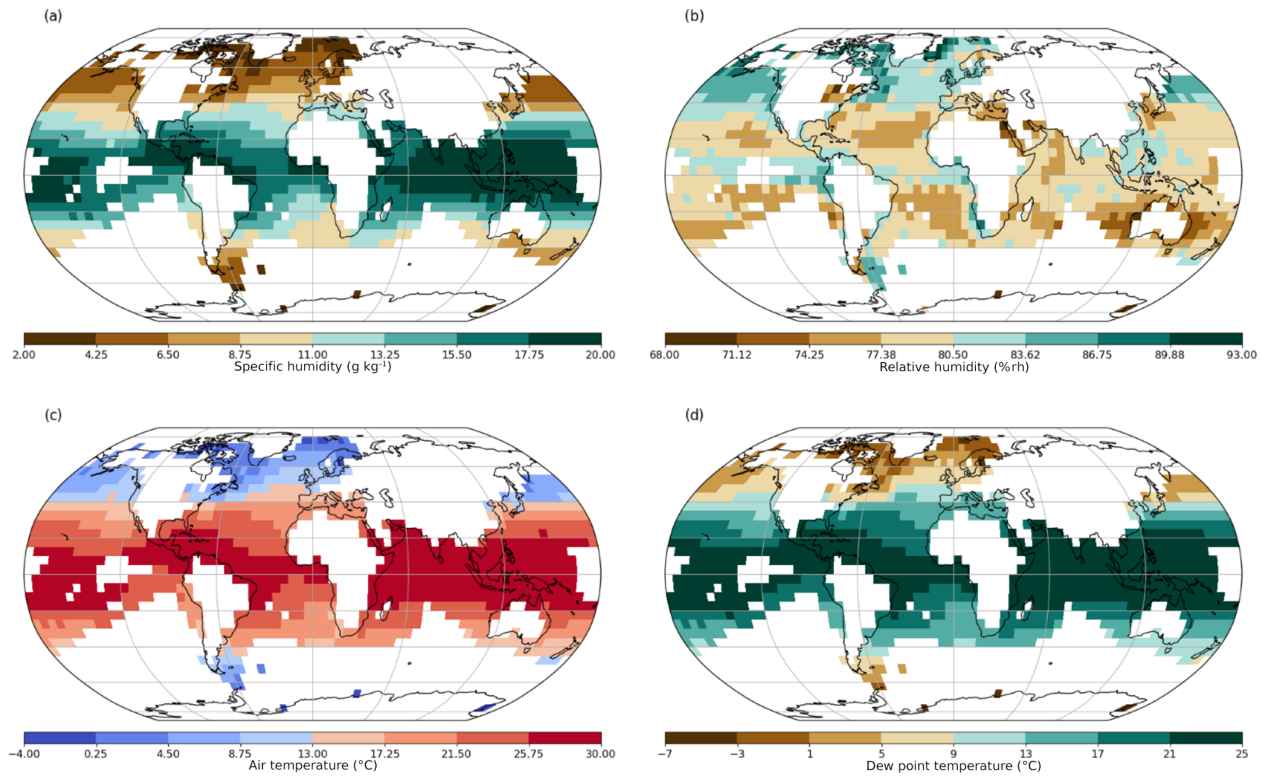 (a)
(b)
2.00 4.25 6.50 8.75 11.00 13.25 15.50 17.75 20.00
Specific humidity (g kg⁻¹)
68.00 71.12 74.25 77.38 80.50 83.62 86.75 89.88 93.00
Relative humidity (%rh)
(c)
(d)
−4.00 0.25 4.50 8.75 13.00 17.25 21.50 25.75 30.00
Air temperature (°C)
−7 −3 1 5 9 13 17 21 25
Dew point temperature (°C)